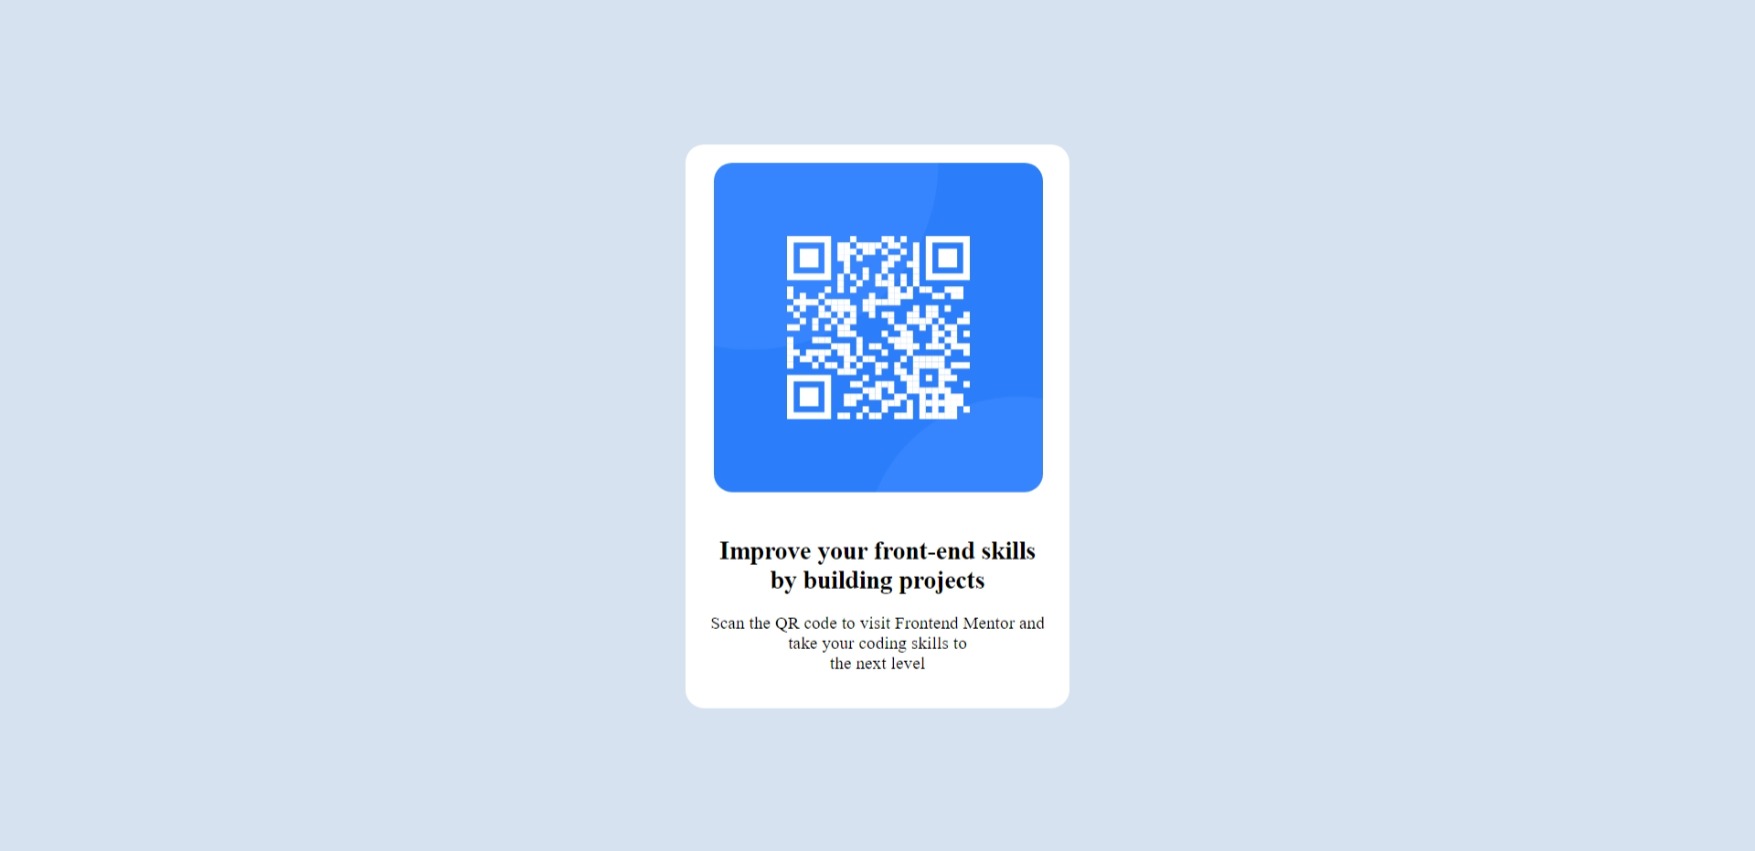 Improve your front-end skills
by building projects
Scan the QR code to visit Frontend Mentor and
take your coding skills to
the next level